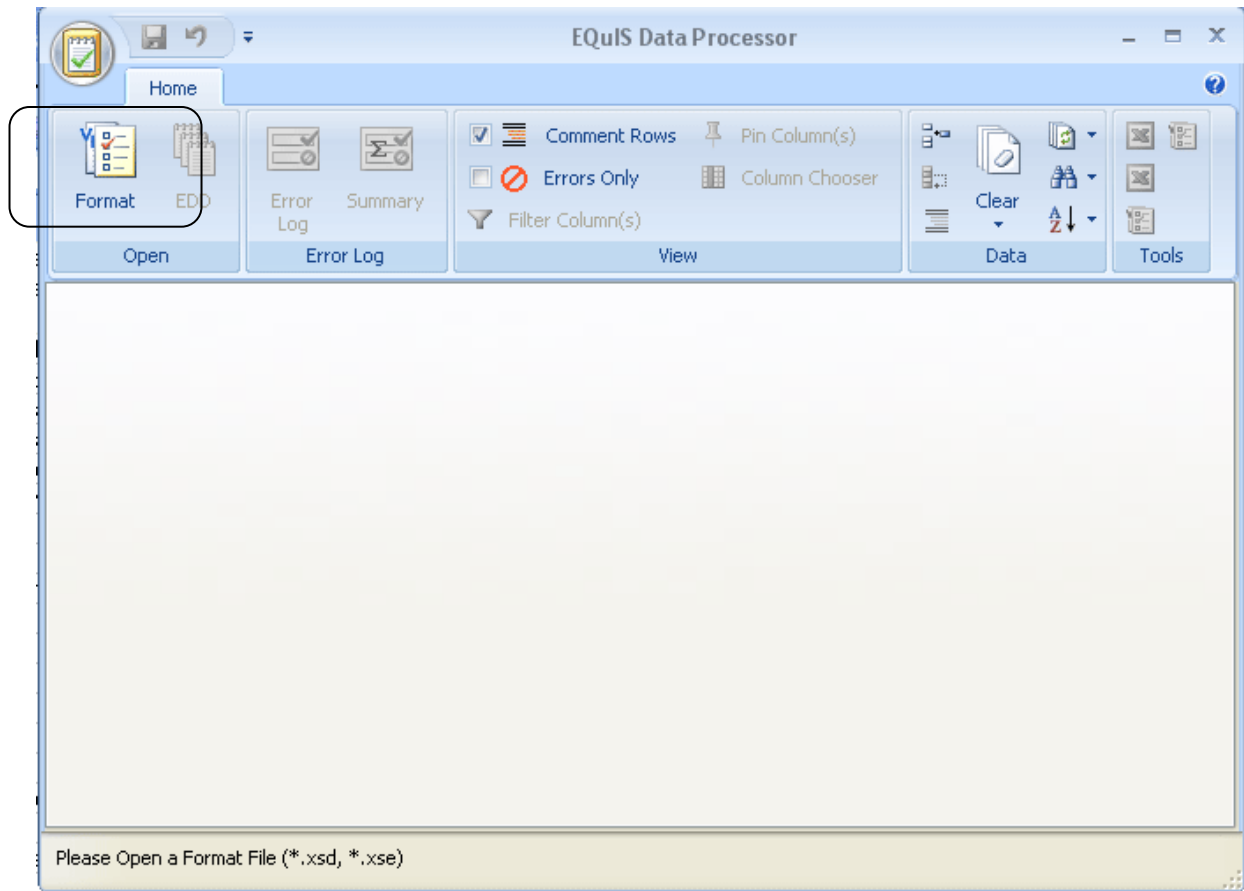 EQuIS Data Processor
Home
Format
EDD
Open
Error
Log
Summary
Error Log
Comment Rows
Pin Column(s)
Errors Only
Column Chooser
Filter Column(s)
View
Clear
Data
Tools
Please Open a Format File (*.xsd, *.xse)